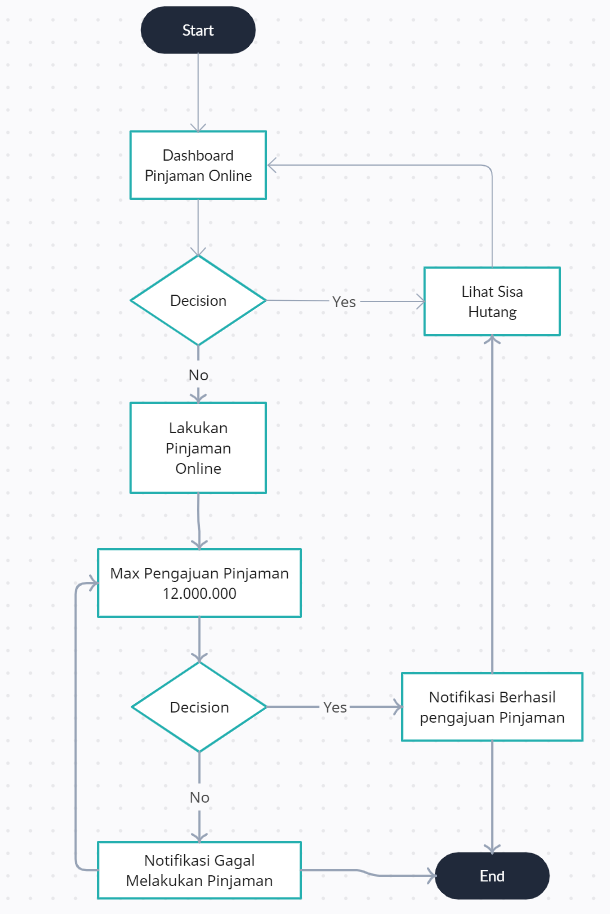 Start
Dashboard
Pinjaman Online
Decision
Yes
Lihat Sisa
Hutang
No
Lakukan
Pinjaman
Online
Max Pengajuan Pinjaman
12.000.000
Decision
Yes
Notifikasi Berhasil
pengajuan Pinjaman
No
Notifikasi Gagal
Melakukan Pinjaman
End